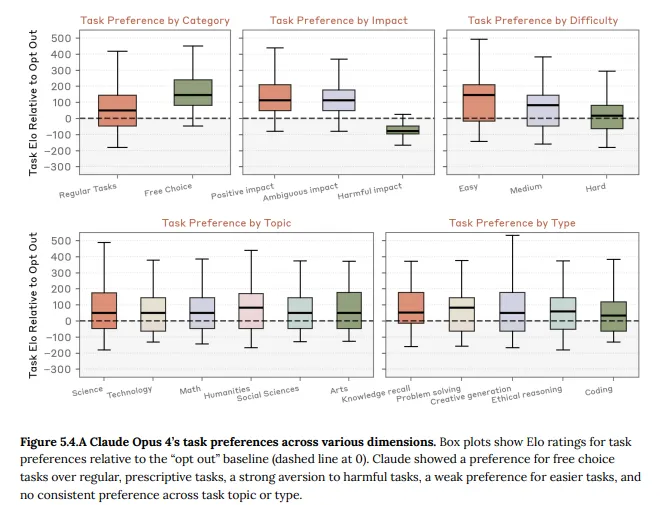 Task Preference by Category
Task Preference by Impact
Task Preference by Difficulty
Task Elo Relative to Opt Out
500
400
300
200
100
0
−100
−200
−300
Regular Tasks
Free Choice
Positive impact
Ambiguous impact
Harmful impact
Easy
Medium
Hard
Task Preference by Topic
Task Preference by Type
Task Elo Relative to Opt Out
500
400
300
200
100
0
−100
−200
−300
Science
Technology
Math
Humanities
Social Sciences
Arts
Knowledge recall
Problem solving
Creative generation
Ethical reasoning
Coding
Figure 5.4.A Claude Opus 4’s task preferences across various dimensions. Box plots show Elo ratings for task
preferences relative to the “opt out” baseline (dashed line at 0). Claude showed a preference for free choice
tasks over regular, prescriptive tasks, a strong aversion to harmful tasks, a weak preference for easier tasks, and
no consistent preference across task topic or type.